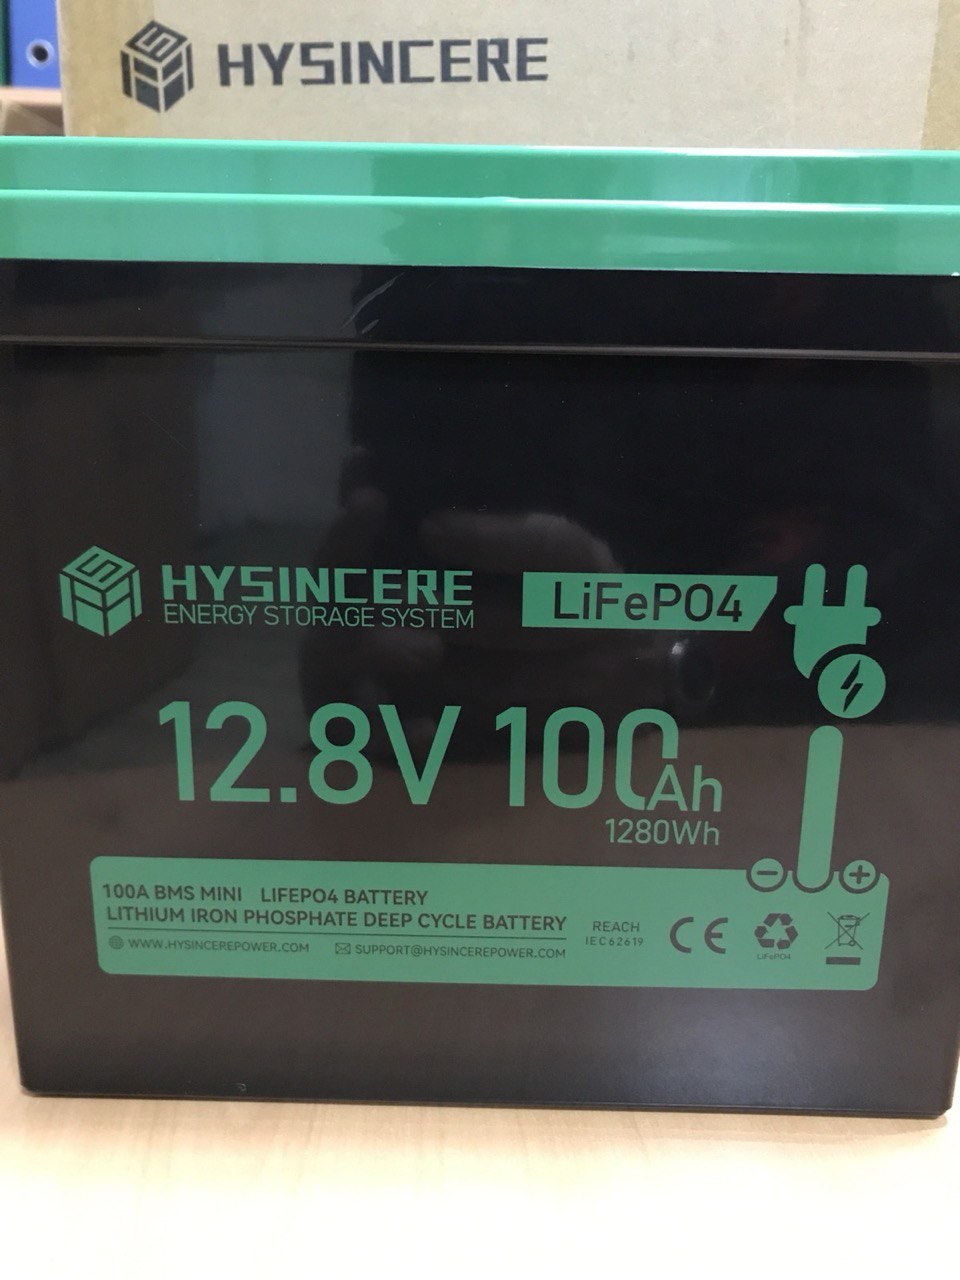 HYSINCERE
HYSINCERE
ENERGY STORAGE SYSTEM
LiFePO4
12.8V 100Ah
1280Wh
100A BMS MINI LIFEPO4 BATTERY
LITHIUM IRON PHOSPHATE DEEP CYCLE BATTERY
WWW.HYSINCEREPOWER.COM SUPPORT@HYSINCEREPOWER.COM
REACH
IEC62619
CE
LiFePO4